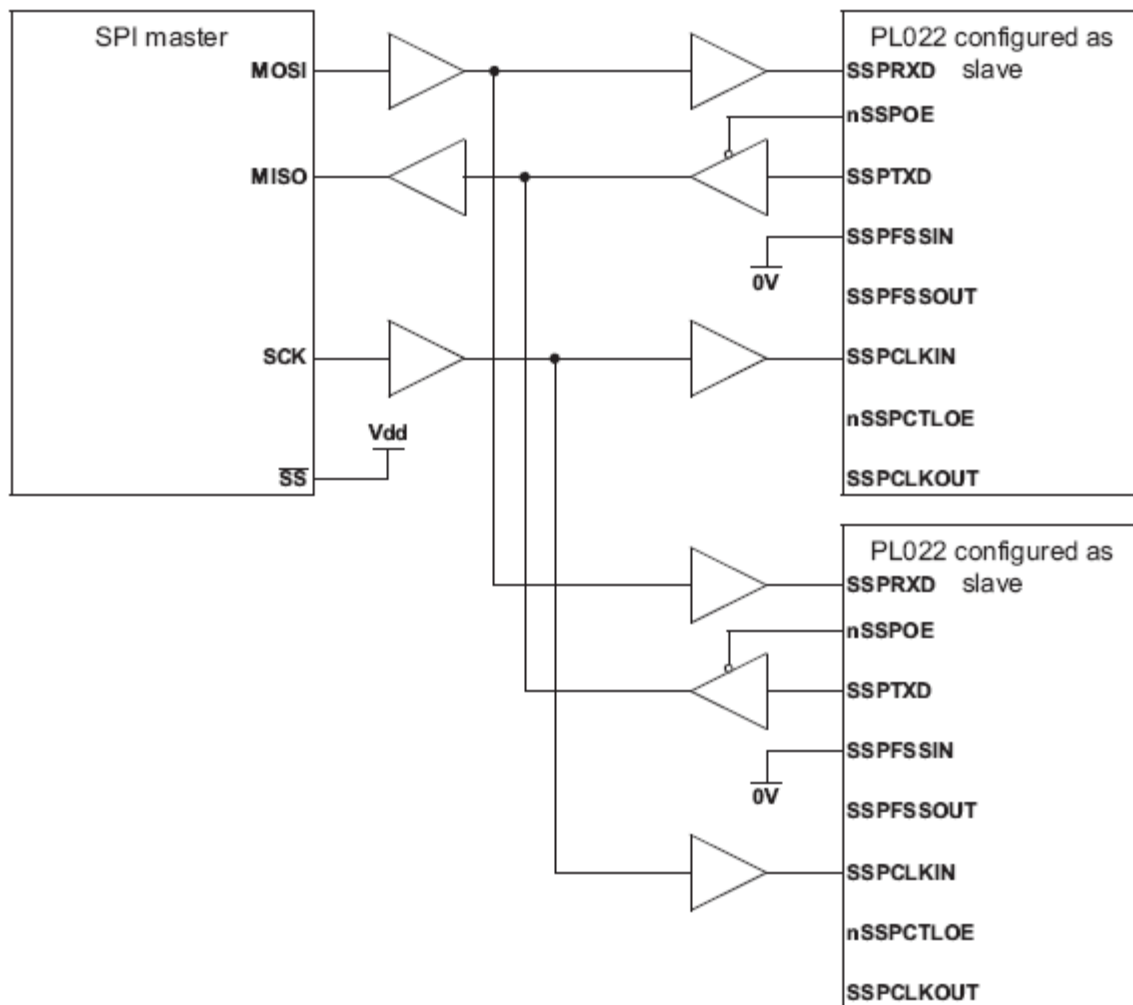 SPI master
MOSI
MISO
SCK
Vdd
SS
PL022 configured as
slave
SSPRXD
nSSPOE
SSPTXD
SSPFSSIN
0V
SSPFSSOUT
SSPCLKIN
nSSPCTLOE
SSPCLKOUT
PL022 configured as
slave
SSPRXD
nSSPOE
SSPTXD
SSPFSSIN
0V
SSPFSSOUT
SSPCLKIN
nSSPCTLOE
SSPCLKOUT